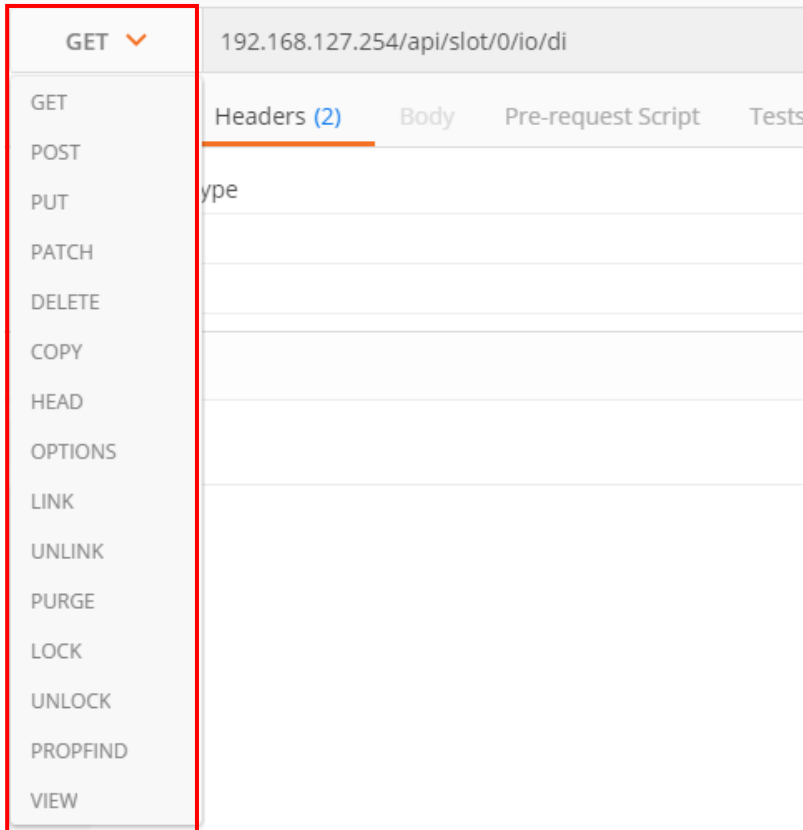 GET 192.168.127.254/api/slot/0/io/di
GET
Headers (2) Body Pre-request Script Tests
POST
ype
PUT
PATCH
DELETE
COPY
HEAD
OPTIONS
LINK
UNLINK
PURGE
LOCK
UNLOCK
PROPFIND
VIEW